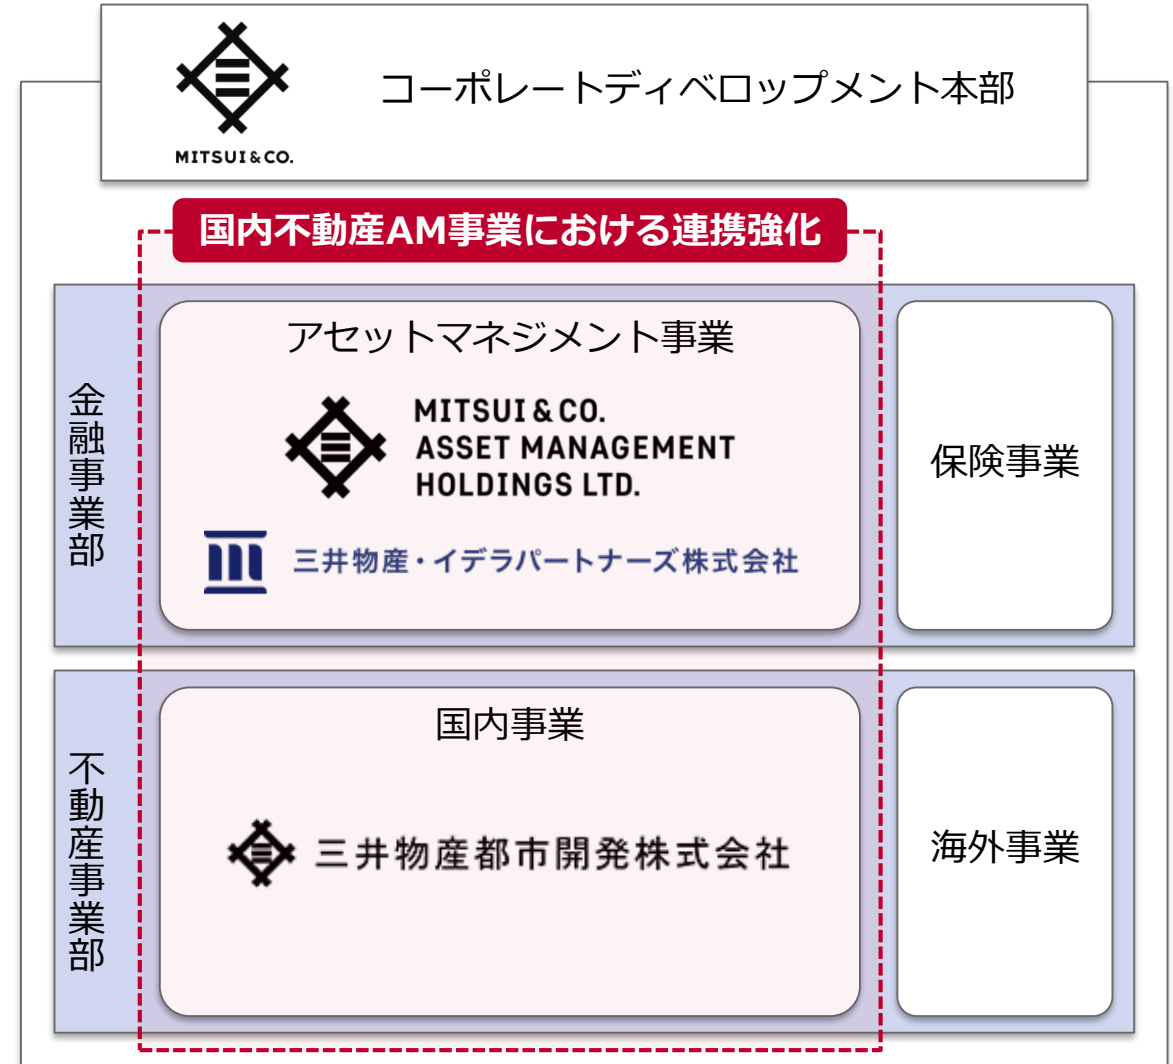 コーポレートディベロップメント本部
MITSUI & CO.
国内不動産AM事業における連携強化
金融事業部
アセットマネジメント事業
MITSUI & CO.
ASSET MANAGEMENT
HOLDINGS LTD.
三井物産・イデラパートナーズ株式会社
保険事業
不動産事業部
国内事業
三井物産都市開発株式会社
海外事業